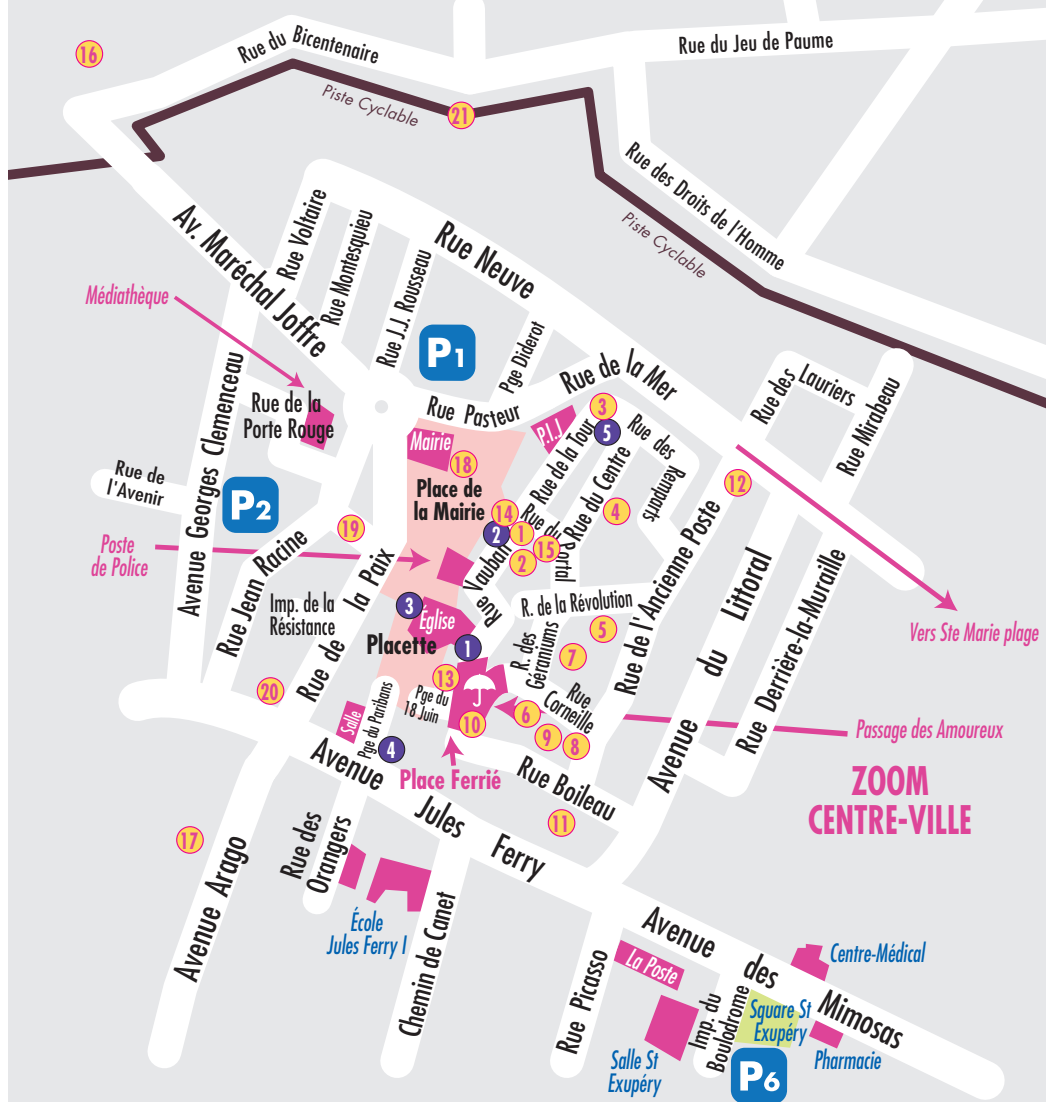 16
Rue du Bicentenaire
Rue du Jeu de Paume
Piste Cyclable
21
Rue des Droits de l'Homme
Piste Cyclable
Av. Maréchal Joffre
Rue Voltaire
Rue Montesquieu
Rue J.J. Rousseau
Rue Neuve
Médiathèque
P1
Pge Diderot
Rue de la Mer
Rue des
Lauriers
Rue Mirabeau
Avenue Georges Clemenceau
Rue de la
Porte Rouge
Rue Pasteur
Mairie
18
P.I.J
3
5
Rue de la Tour
Rue du Centre
Rue des
Remparts
12
Rue de
l'Avenir
P2
Place de
la Mairie
14
2
1
2
Rue du
Portail
15
4
19
Poste
de Police
Rue Jean Racine
Imp. de la
Résistance
Rue de la Paix
Rue Vauban
3
Église
Placette
1
R. de la Révolution
5
R. des
Géraniums
7
Rue de l'Ancienne Poste
Avenue du Littoral
Rue Derrière-la-Muraille
Vers Ste Marie plage
20
Salle
Pge du Paribans
Pge du
18 Juin
13
10
6
Rue
Corneille
9
8
Passage des Amoureux
4
Place Ferrié
Rue Boileau
11
ZOOM
CENTRE-VILLE
Avenue Jules Ferry
17
Avenue Arago
Rue des
Orangers
École
Jules Ferry I
Chemin de Canet
Avenue des Mimosas
Rue Picasso
La Poste
Centre-Médical
Imp. du
Boulodrome
Square St
Exupéry
Salle St
Exupéry
Pharmacie
P6